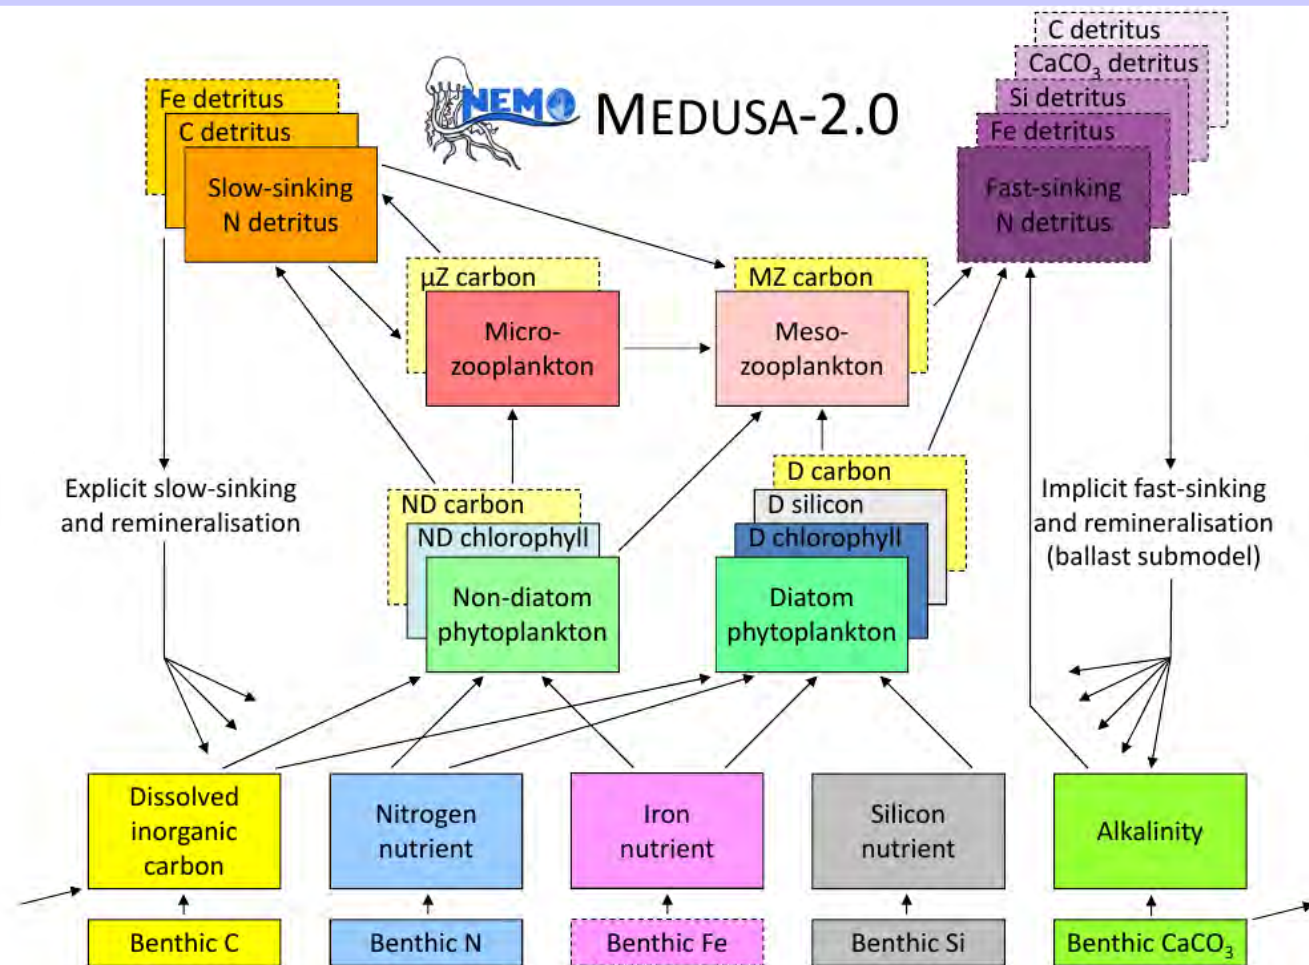 C detritus
CaCO₃ detritus
Si detritus
Fe detritus
Fast-sinking
N detritus
Fe detritus
C detritus
Slow-sinking
N detritus
NEMO
MEDUSA-2.0
µZ carbon
Micro-
zooplankton
MZ carbon
Meso-
zooplankton
Explicit slow-sinking
and remineralisation
ND carbon
ND chlorophyll
Non-diatom
phytoplankton
D carbon
D silicon
D chlorophyll
Diatom
phytoplankton
Implicit fast-sinking
and remineralisation
(ballast submodel)
Dissolved
inorganic
carbon
Nitrogen
nutrient
Iron
nutrient
Silicon
nutrient
Alkalinity
Benthic C
Benthic N
Benthic Fe
Benthic Si
Benthic CaCO₃